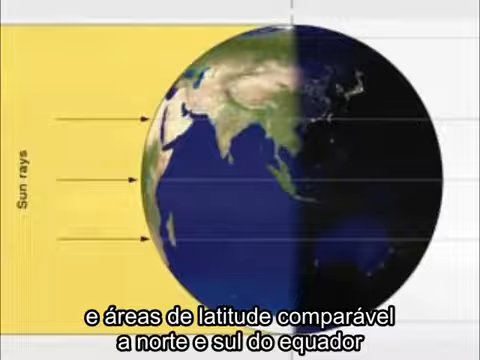 Sun rays
e áreas de latitude comparável
a norte e sul do equador